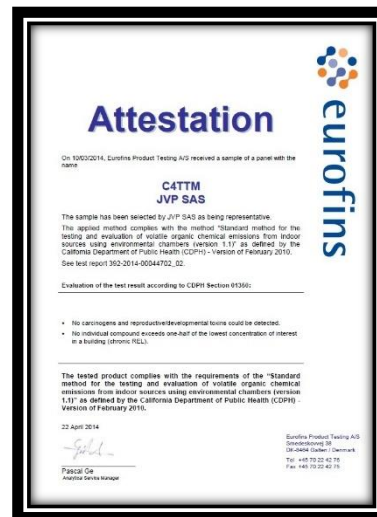 eurofins
Attestation
On 10/03/2014, Eurofins Product Testing A/S received a sample of a panel with the
name
C4TTM
JVP SAS
The sample has been selected by JVP SAS as being representative.
The applied method complies with the method "Standard method for the
testing and evaluation of volatile organic chemical emissions from indoor
sources using environmental chambers (version 1.1)" as defined by the
California Department of Public Health (CDPH) - Version of February 2010.
See test report 392-2014-00044702_02.
Evaluation of the test result according to CDPH Section 01350:
• No carcinogens and reproductive/developmental toxins could be detected.
• No individual compound exceeds one-half of the lowest concentration of interest
in a building (chronic REL).
The tested product complies with the requirements of the "Standard
method for the testing and evaluation of volatile organic chemical
emissions from indoor sources using environmental chambers (version
1.1)" as defined by the California Department of Public Health (CDPH) -
Version of February 2010.
22 April 2014
Pascal Ge
Analytical Service Manager
Eurofins Product Testing A/S
Smedeskovvej 38
DK-8464 Galten / Denmark
Tel. +45 70 22 42 76
Fax +45 70 22 42 75